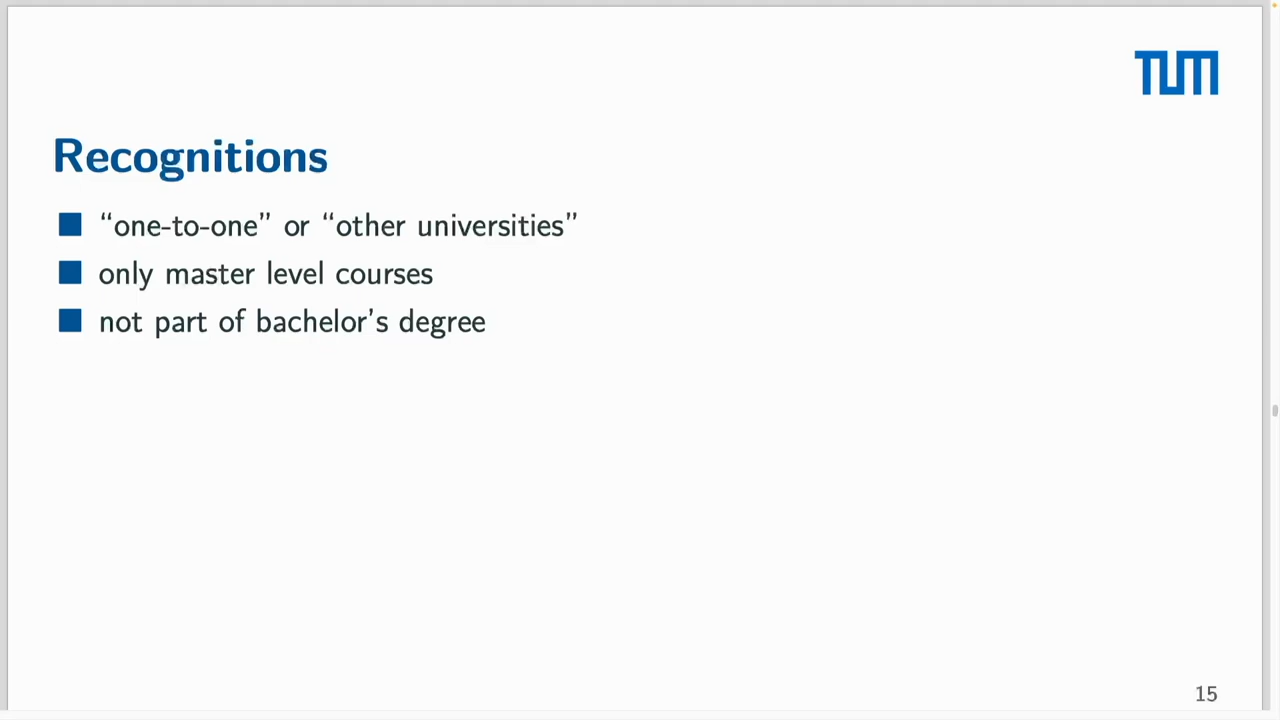 TUM
Recognitions
“one-to-one” or “other universities”
only master level courses
not part of bachelor’s degree
15